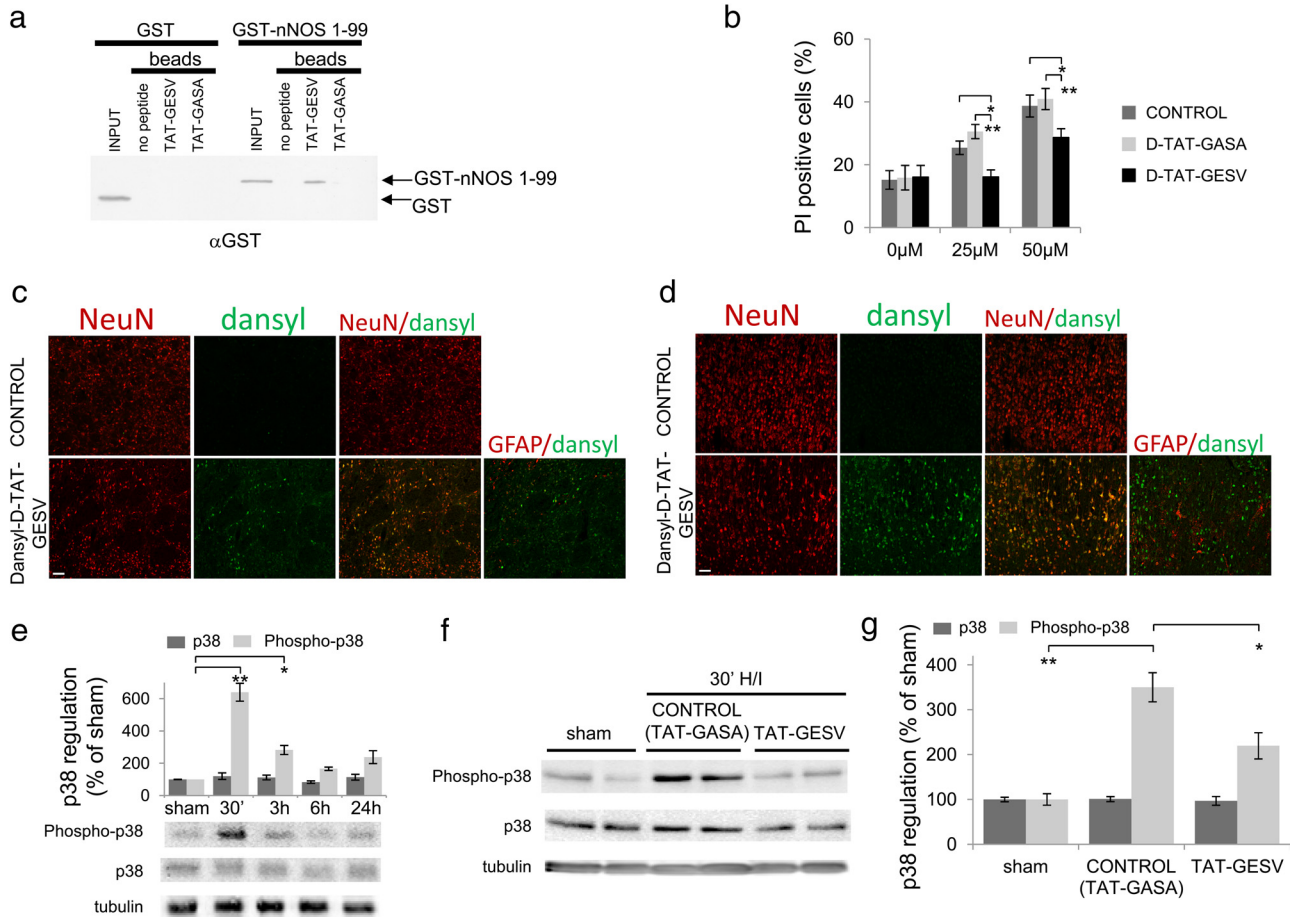 a
GST
GST-nNOS 1-99
beads
beads
INPUT
no peptide
TAT-GESV
TAT-GASA
INPUT
no peptide
TAT-GESV
TAT-GASA
GST-nNOS 1-99
GST
αGST
b
PI positive cells (%)
60
40
20
0
*
**
*
**
0µM
25µM
50µM
CONTROL
D-TAT-GASA
D-TAT-GESV
c
NeuN
dansyl
NeuN/dansyl
CONTROL
GFAP/dansyl
Dansyl-D-TAT-
GESV
d
NeuN
dansyl
NeuN/dansyl
CONTROL
GFAP/dansyl
Dansyl-D-TAT-
GESV
e
p38
Phospho-p38
p38 regulation
(% of sham)
600
400
200
0
**
*
sham
30'
3h
6h
24h
Phospho-p38
p38
tubulin
f
30' H/I
sham
CONTROL
(TAT-GASA)
TAT-GESV
Phospho-p38
p38
tubulin
g
p38
Phospho-p38
p38 regulation (% of sham)
400
300
200
100
0
**
*
sham
CONTROL
(TAT-GASA)
TAT-GESV